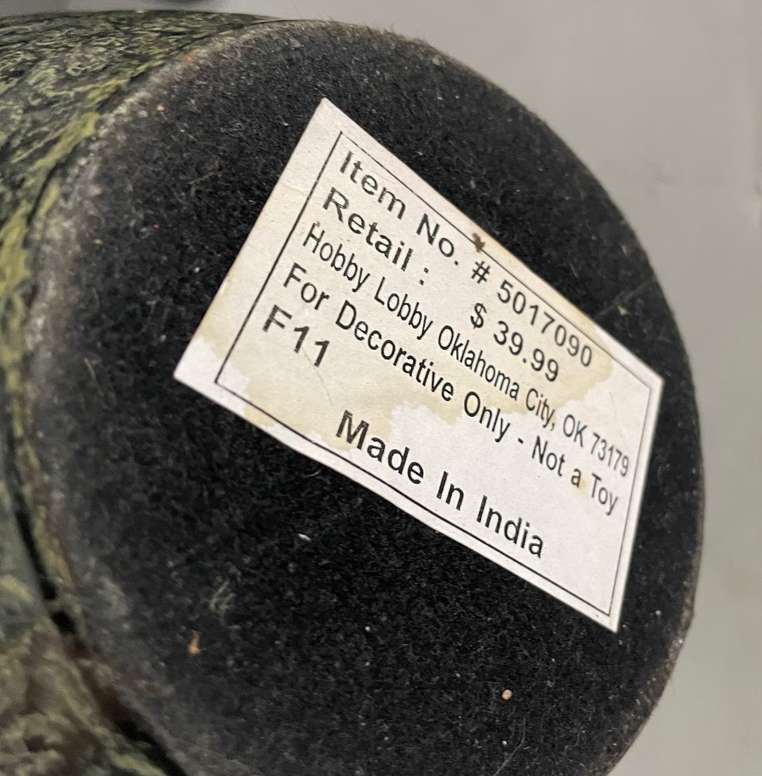 Item No. # 5017090
Retail : $ 39.99
Hobby Lobby Oklahoma City, OK 73179
For Decorative Only - Not a Toy
F11
Made In India